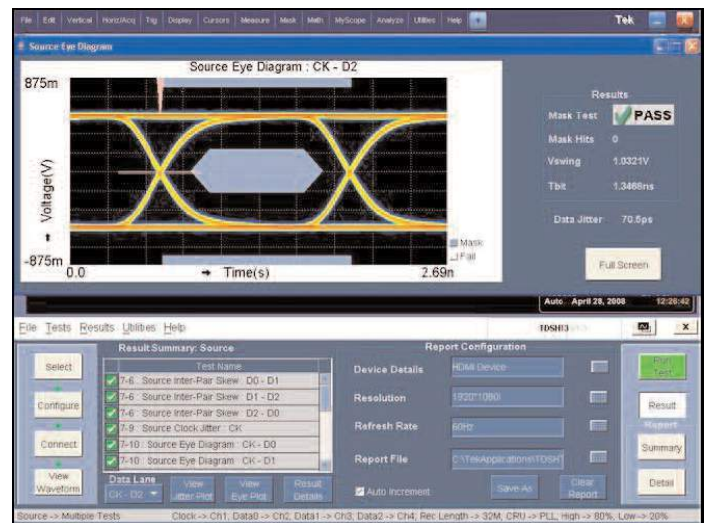 File Edit Vertical Horiz/Acq Trig Display Cursors Measure Mask Math MyScope Analyze Utilities Help Tek
Source Eye Diagram
Source Eye Diagram : CK - D2
875m
Voltage(V)
-875m
0.0
Time(s)
2.69n
Mask
Fail
Results
Mask Test PASS
Mask Hits 0
Vswing 1.0321V
Tbit 1.3468ns
Data Jitter 70.5ps
Full Screen
Auto April 28, 2008 12:26:42
File Tests Results Utilities Help TDSHT3
Result Summary: Source
Test Name
7-6 : Source Inter-Pair Skew : D0 - D1
7-6 : Source Inter-Pair Skew : D1 - D2
7-6 : Source Inter-Pair Skew : D2 - D0
7-9 : Source Clock Jitter : CK
7-10 : Source Eye Diagram : CK - D0
7-10 : Source Eye Diagram : CK - D1
Select
Configure
Connect
View Waveform
Data Lane
CK - D2
View Jitter Plot
View Eye Plot
Result Details
Report Configuration
Device Details HDMI Device
Resolution 1920*1080i
Refresh Rate 60Hz
Report File C:\TekApplications\TDSHT
Auto Increment
Save As
Clear Report
Run Test
Result
Report
Summary
Detail
Source -> Multiple Tests Clock -> Ch1, Data0 -> Ch2, Data1 -> Ch3, Data2 -> Ch4, Rec Length -> 32M, CRU -> PLL, High -> 80%, Low -> 20%